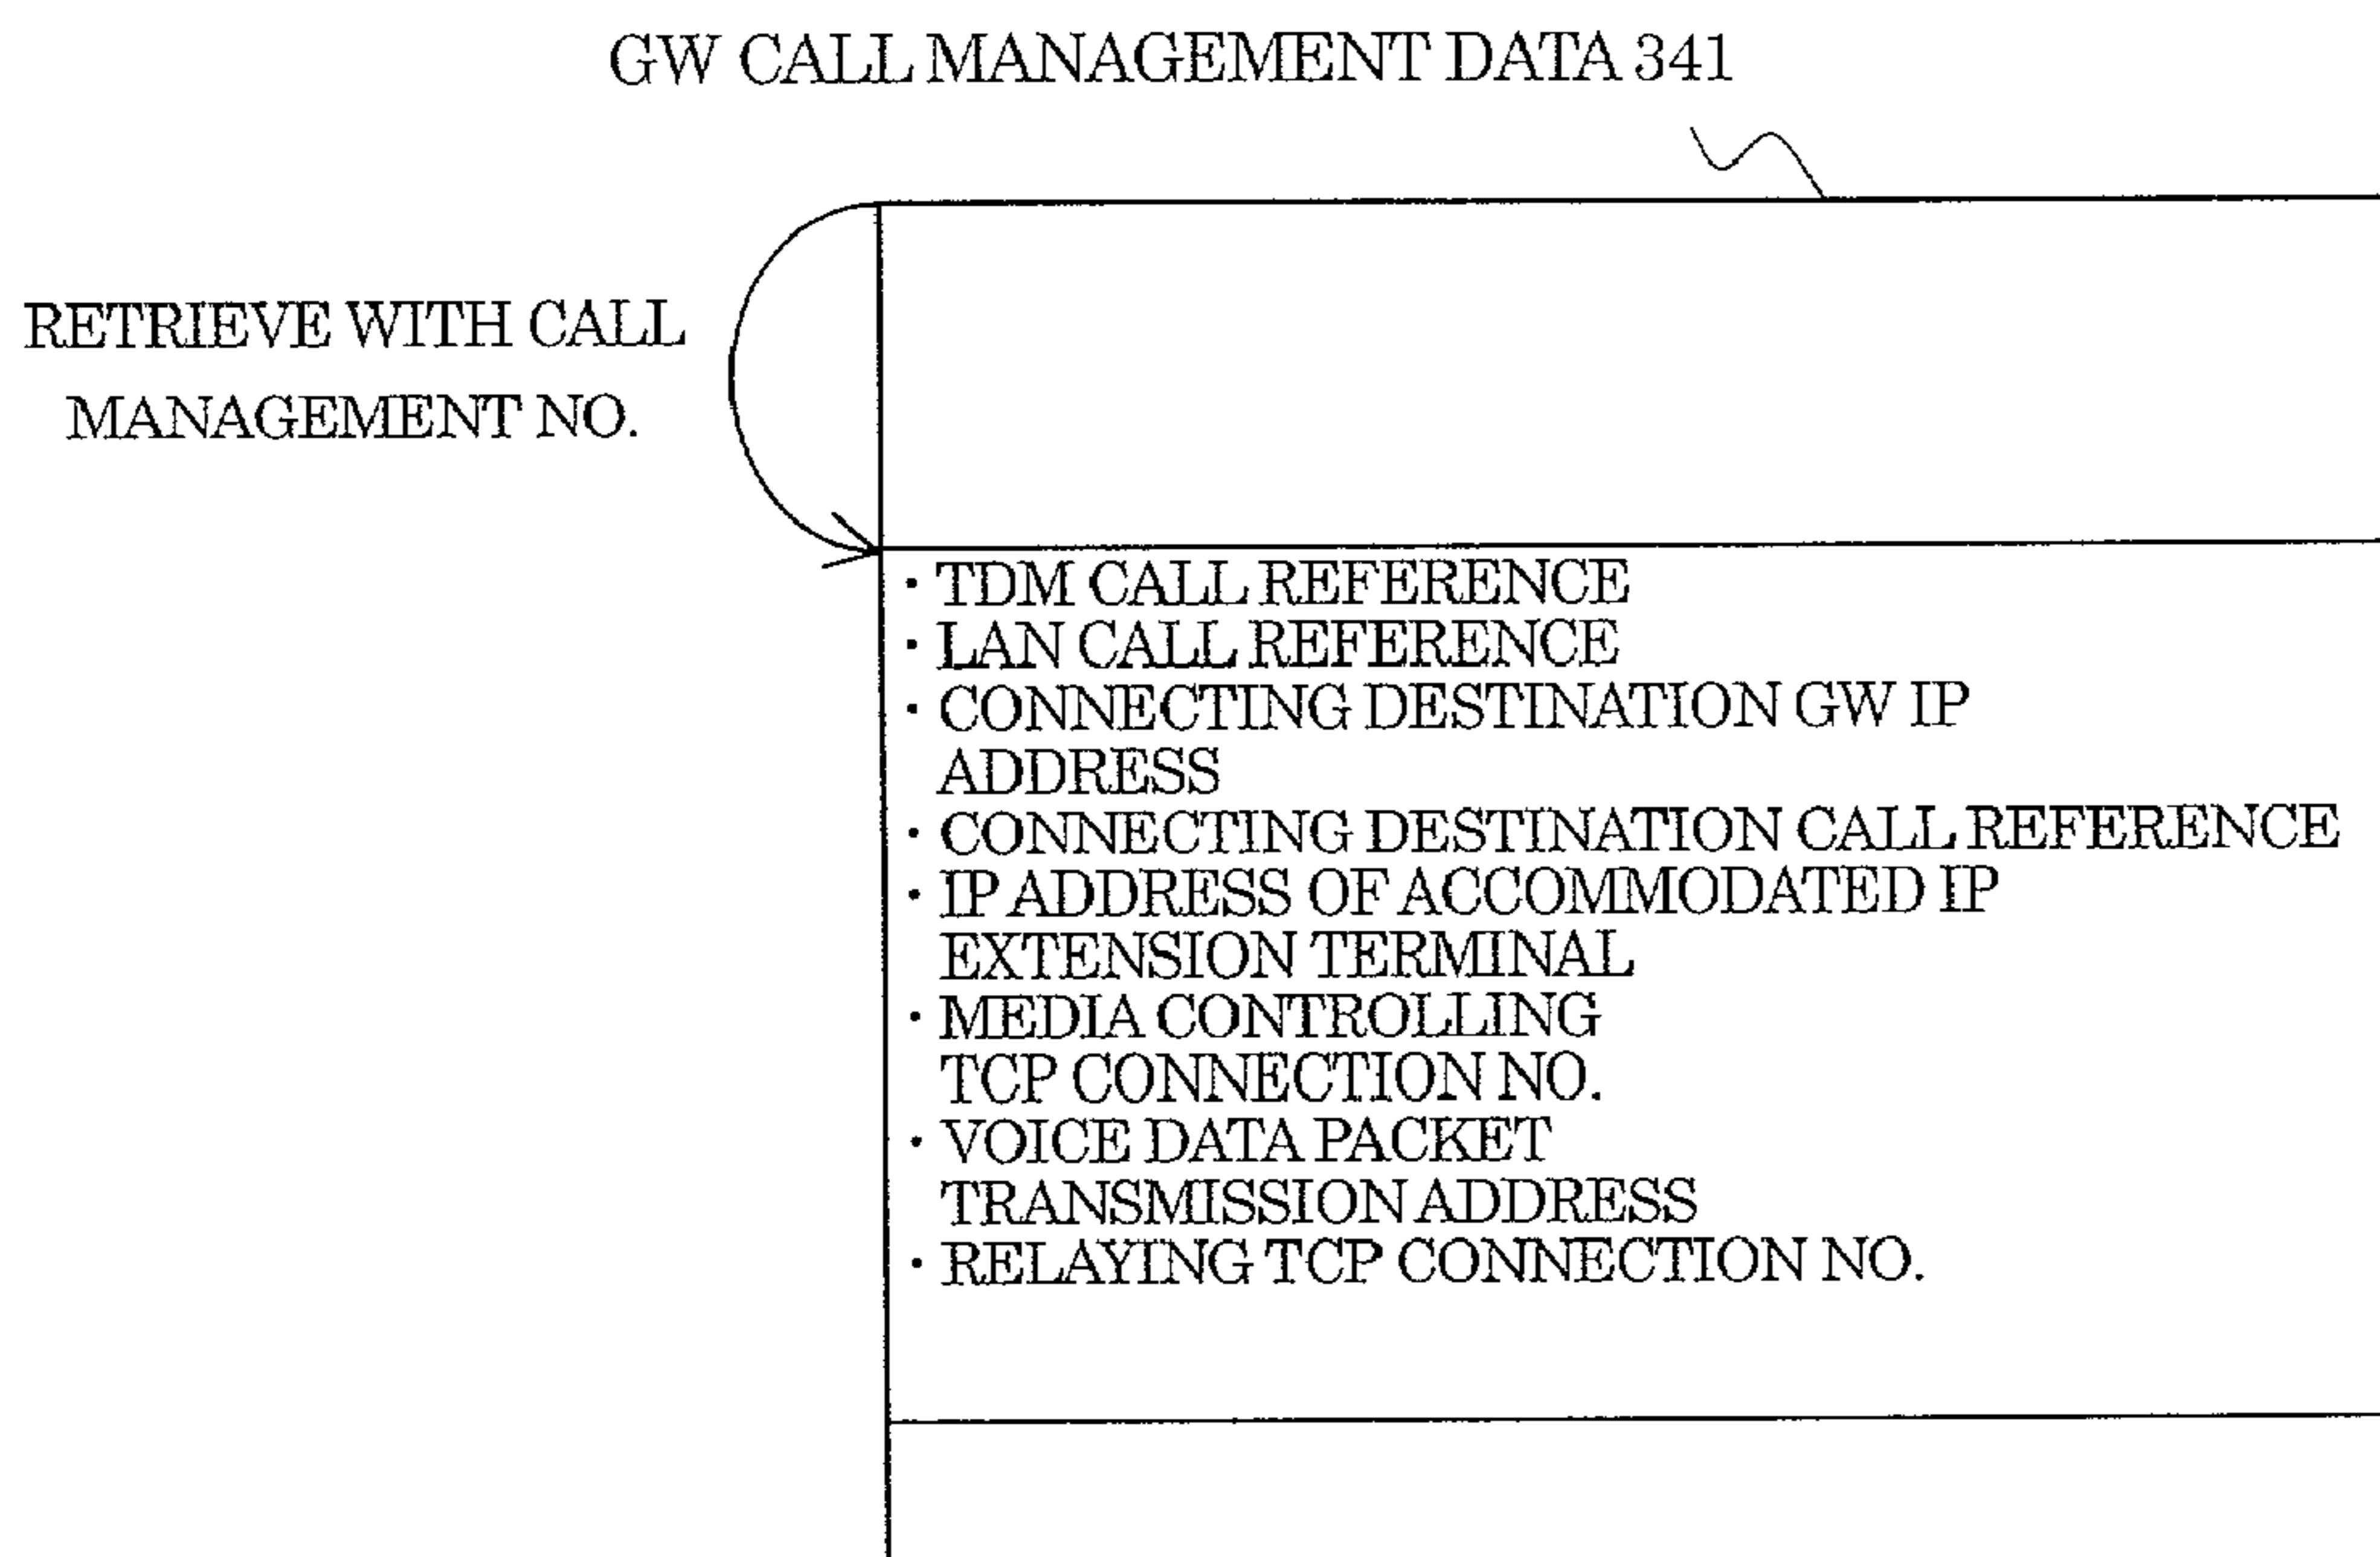 GW CALL MANAGEMENT DATA 341
RETRIEVE WITH CALL
MANAGEMENT NO.
· TDM CALL REFERENCE
· LAN CALL REFERENCE
· CONNECTING DESTINATION GW IP
ADDRESS
· CONNECTING DESTINATION CALL REFERENCE
· IP ADDRESS OF ACCOMMODATED IP
EXTENSION TERMINAL
· MEDIA CONTROLLING
TCP CONNECTION NO.
· VOICE DATA PACKET
TRANSMISSION ADDRESS
· RELAYING TCP CONNECTION NO.